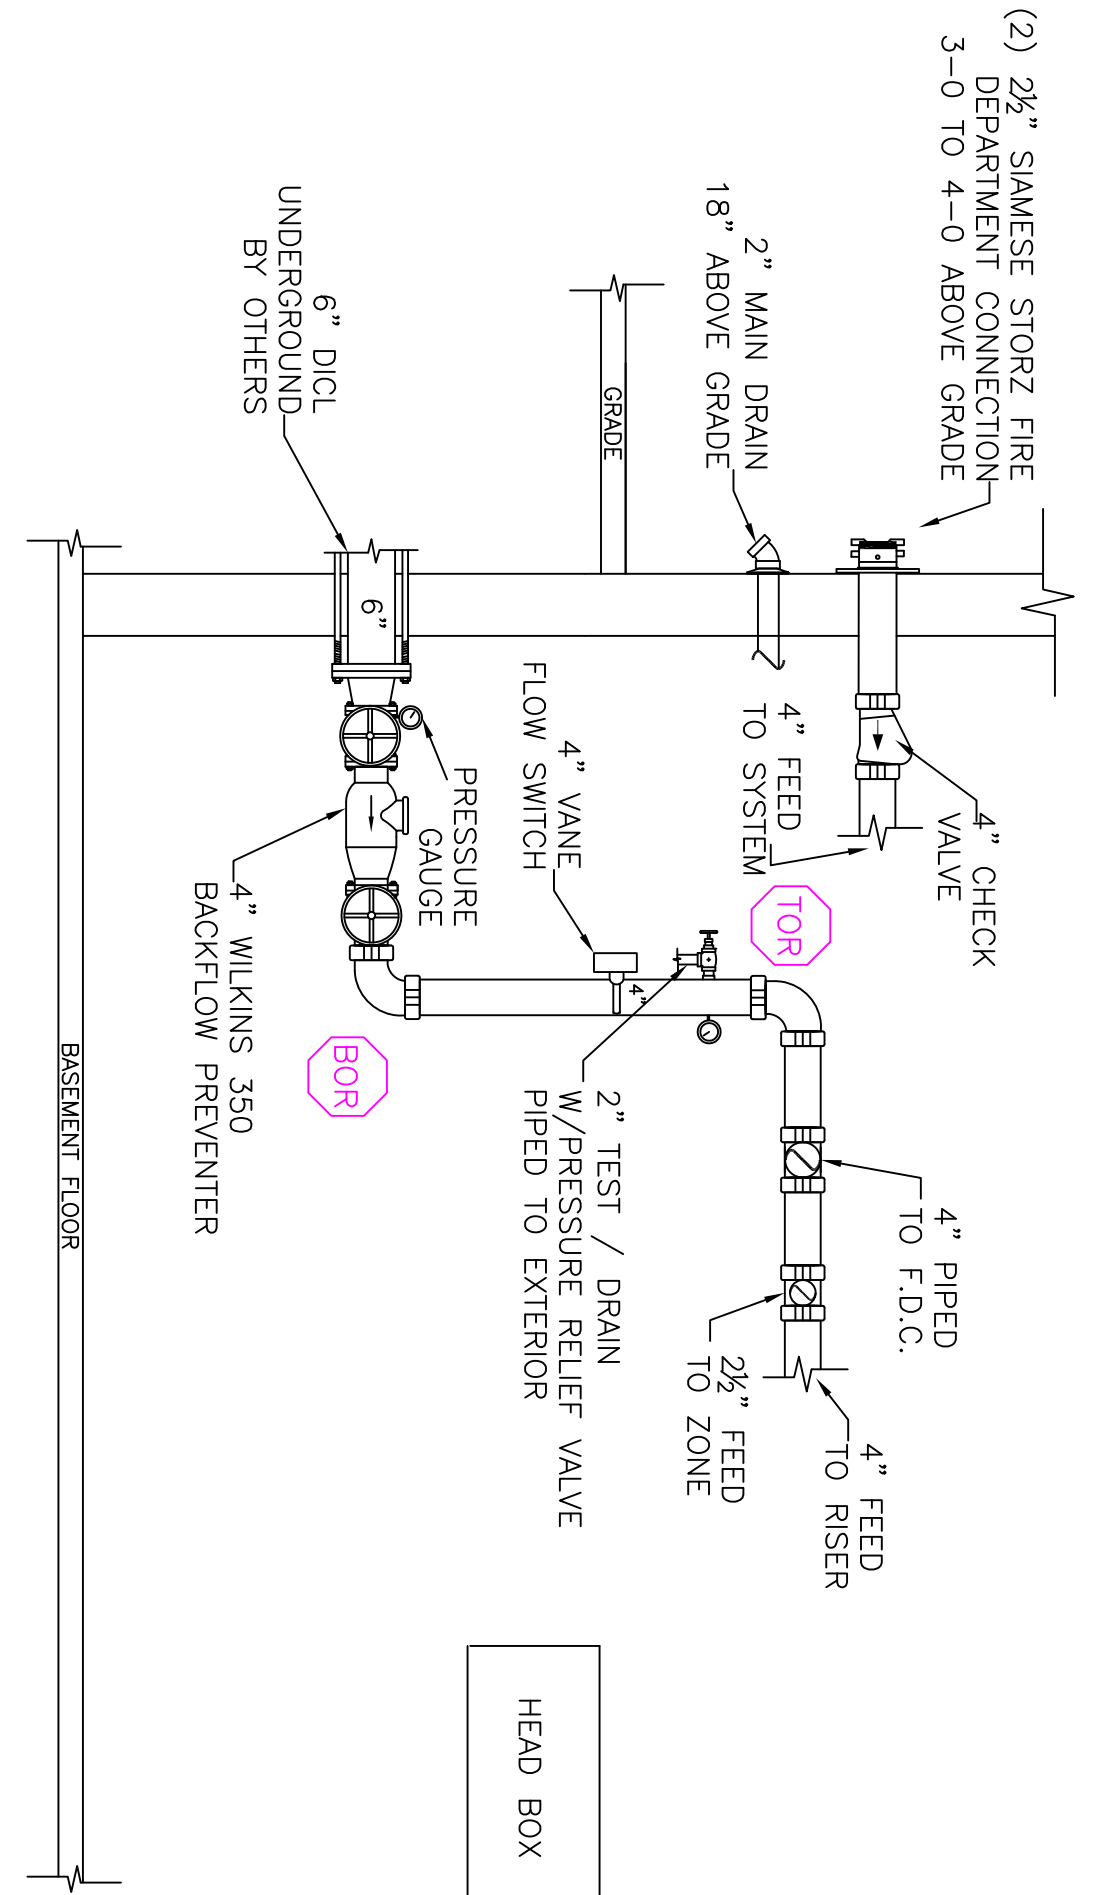 (2) 2½" SIAMESE STORZ FIRE
DEPARTMENT CONNECTION
3-0 TO 4-0 ABOVE GRADE
4" CHECK
VALVE
4" FEED
TO SYSTEM
2" MAIN DRAIN
18" ABOVE GRADE
GRADE
TOR
4" PIPED
TO F.D.C.
4" FEED
TO RISER
2½" FEED
TO ZONE
4" VANE
FLOW SWITCH
4"
2" TEST / DRAIN
W/PRESSURE RELIEF VALVE
PIPED TO EXTERIOR
PRESSURE
GAUGE
6"
6" DICL
UNDERGROUND
BY OTHERS
BOR
4" WILKINS 350
BACKFLOW PREVENTER
HEAD BOX
BASEMENT FLOOR